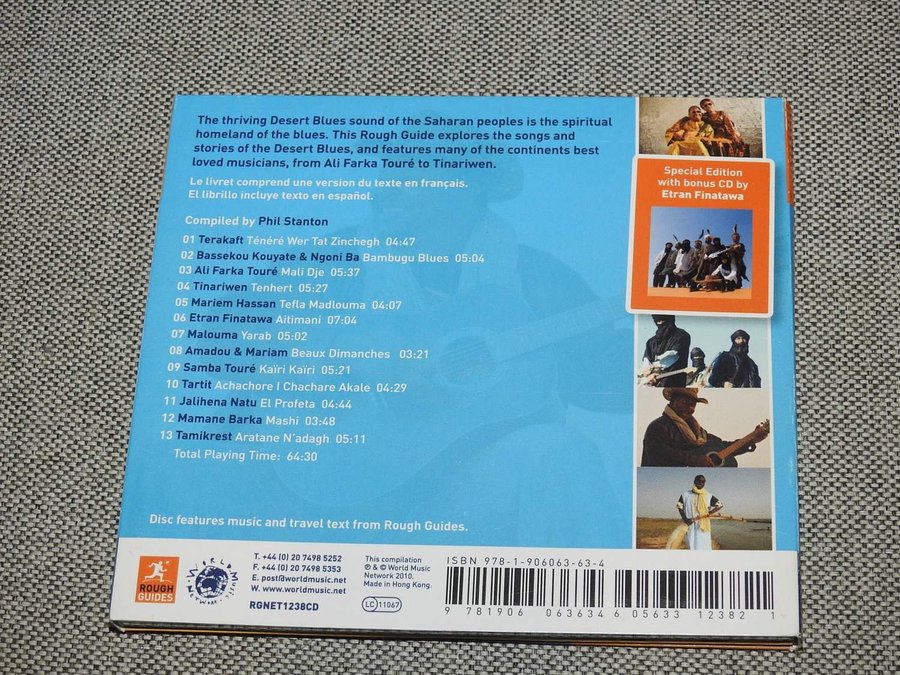 The thriving Desert Blues sound of the Saharan peoples is the spiritual
homeland of the blues. This Rough Guide explores the songs and
stories of the Desert Blues, and features many of the continents best
loved musicians, from Ali Farka Touré to Tinariwen.
Le livret comprend une version du texte en français.
El librillo incluye texto en español.
Compiled by Phil Stanton
01 Terakaft Ténéré Wer Tat Zinchegh 04:47
02 Bassekou Kouyate & Ngoni Ba Bambugu Blues 05:04
03 Ali Farka Touré Mali Dje 05:37
04 Tinariwen Tenhert 05:27
05 Mariem Hassan Tefla Madlouma 04:07
06 Etran Finatawa Aitimani 07:04
07 Malouma Yarab 05:02
08 Amadou & Mariam Beaux Dimanches 03:21
09 Samba Touré Kaïri Kaïri 05:21
10 Tartit Achachore I Chachare Akale 04:29
11 Jalihena Natu El Profeta 04:44
12 Mamane Barka Mashi 03:48
13 Tamikrest Aratane N'adagh 05:11
Total Playing Time: 64:30
Special Edition
with bonus CD by
Etran Finatawa
Disc features music and travel text from Rough Guides.
ROUGH
GUIDES
WORLD MUSIC
NETWORK
T. +44 (0) 20 7498 5252
F. +44 (0) 20 7498 5353
E. post@worldmusic.net
W. www.worldmusic.net
RGNET1238CD
This compilation
℗ & © World Music
Network 2010.
Made in Hong Kong.
LC 11067
ISBN 978-1-906063-63-4
9 781906 063634 6 05633 12382 1